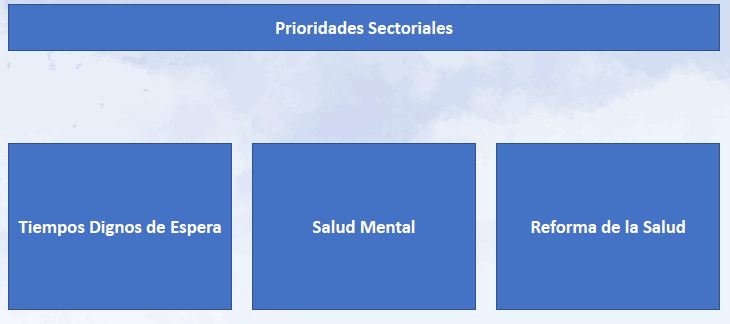 Prioridades Sectoriales
Tiempos Dignos de Espera
Salud Mental
Reforma de la Salud